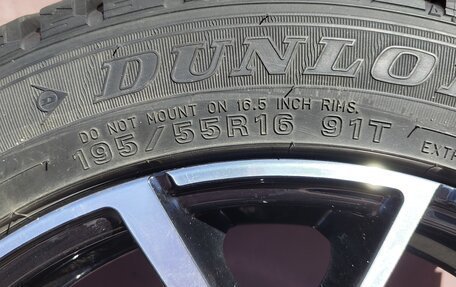 DUNLO
DO NOT MOUNT ON 16.5 INCH RIMS.
195/55R16 91T
EXT